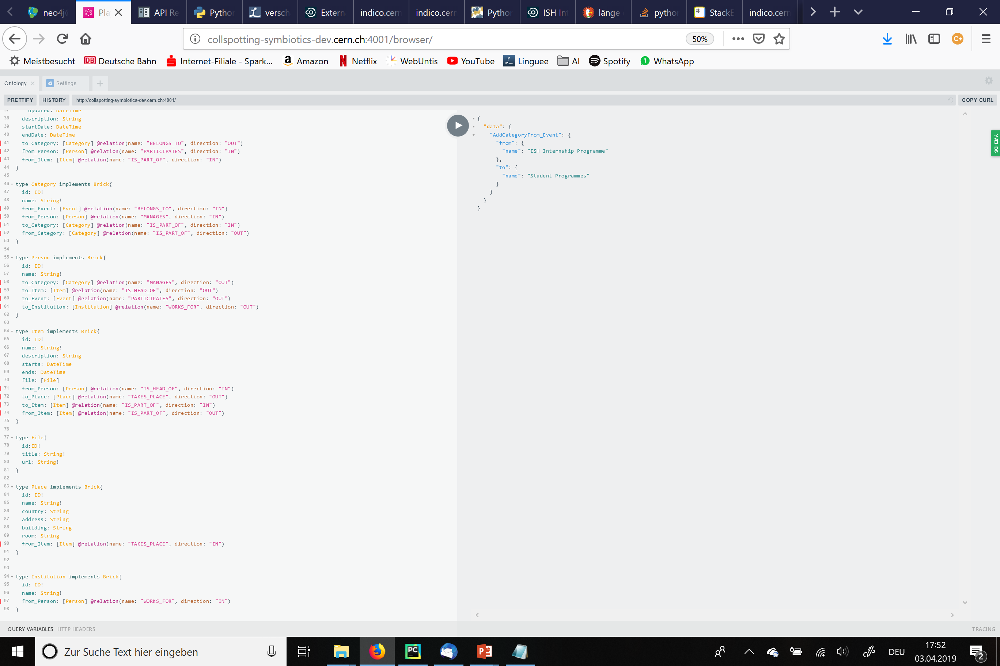 neo4j@
Pla
API Re
Python
versch
Extern
indico.cern
indico.cern
Python
ISH Int
länge
python
StackE
indico.cern
collspotting-symbiotics-dev.cern.ch:4001/browser/
50%
C+
Meistbesucht
DB Deutsche Bahn
Internet-Filiale - Spark...
Amazon
Netflix
WebUntis
YouTube
Linguee
AI
Spotify
1 WhatsApp
Ontology
Settings
PRETTIFY
HISTORY
http://collspotting-symbiotics-dev.cern.ch:4001/
COPY CURL
37 updated: DateTime
38 description: String
39 startDate: DateTime
40 endDate: DateTime
41 to_Category: [Category] @relation(name: "BELONGS_TO", direction: "OUT")
42 from_Person: [Person] @relation(name: "PARTICIPATES", direction: "IN")
43 from_Item: [Item] @relation(name: "IS_PART_OF", direction: "IN")
44 }
45
46 type Category implements Brick{
47 id: ID!
48 name: String!
49 from_Event: [Event] @relation(name: "BELONGS_TO", direction: "IN")
50 from_Person: [Person] @relation(name: "MANAGES", direction: "IN")
51 to_Category: [Category] @relation(name: "IS_PART_OF", direction: "IN")
52 from_Category: [Category] @relation(name: "IS_PART_OF", direction: "OUT")
53 }
54
55 type Person implements Brick{
56 id: ID!
57 name: String!
58 to_Category: [Category] @relation(name: "MANAGES", direction: "OUT")
59 to_Item: [Item] @relation(name: "IS_HEAD_OF", direction: "OUT")
60 to_Event: [Event] @relation(name: "PARTICIPATES", direction: "OUT")
61 to_Institution: [Institution] @relation(name: "WORKS_FOR", direction: "OUT")
62 }
63
64 type Item implements Brick{
65 id: ID!
66 name: String!
67 description: String
68 starts: DateTime
69 ends: DateTime
70 file: [File]
71 from_Person: [Person] @relation(name: "IS_HEAD_OF", direction: "IN")
72 to_Place: [Place] @relation(name: "TAKES_PLACE", direction: "OUT")
73 to_Item: [Item] @relation(name: "IS_PART_OF", direction: "IN")
74 from_Item: [Item] @relation(name: "IS_PART_OF", direction: "OUT")
75 }
76
77 type File{
78 id:ID!
79 title: String!
80 url: String!
81 }
82
83 type Place implements Brick{
84 id: ID!
85 name: String!
86 country: String
87 address: String
88 building: String
89 room: String
90 from_Item: [Item] @relation(name: "TAKES_PLACE", direction: "IN")
91 }
92
93
94 type Institution implements Brick{
95 id: ID!
96 name: String!
97 from_Person: [Person] @relation(name: "WORKS_FOR", direction: "IN")
98 }
{
"data": {
"AddCategoryFrom_Event": {
"from": {
"name": "ISH Internship Programme"
},
"to": {
"name": "Student Programmes"
}
}
}
}
SCHEMA
QUERY VARIABLES
HTTP HEADERS
TRACING
Zur Suche Text hier eingeben
PC
DEU
17:52
03.04.2019
2